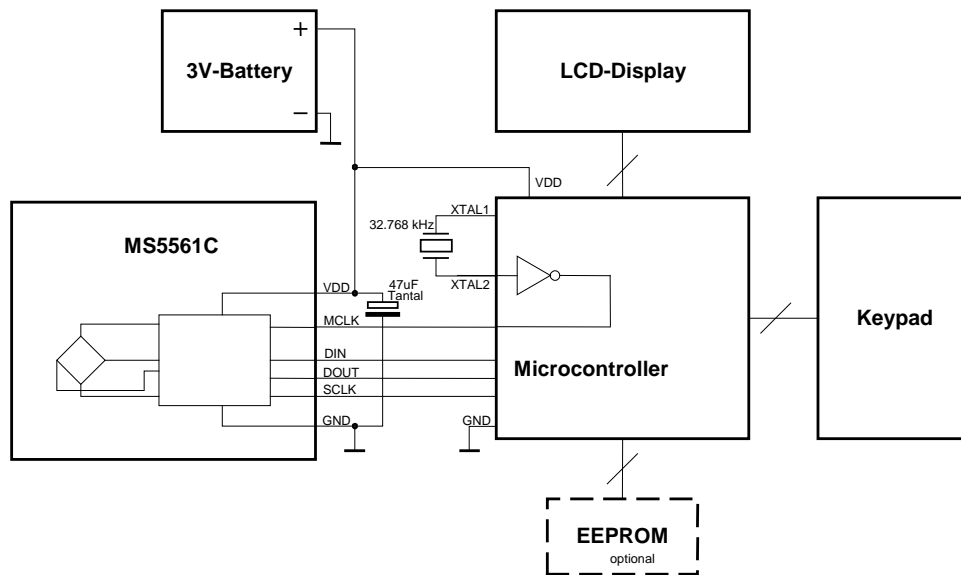 +
3V-Battery
−
LCD-Display
VDD
MS5561C
32.768 kHz
XTAL1
XTAL2
47uF
Tantal
VDD
MCLK
DIN
DOUT
SCLK
GND
GND
Microcontroller
Keypad
EEPROM
optional